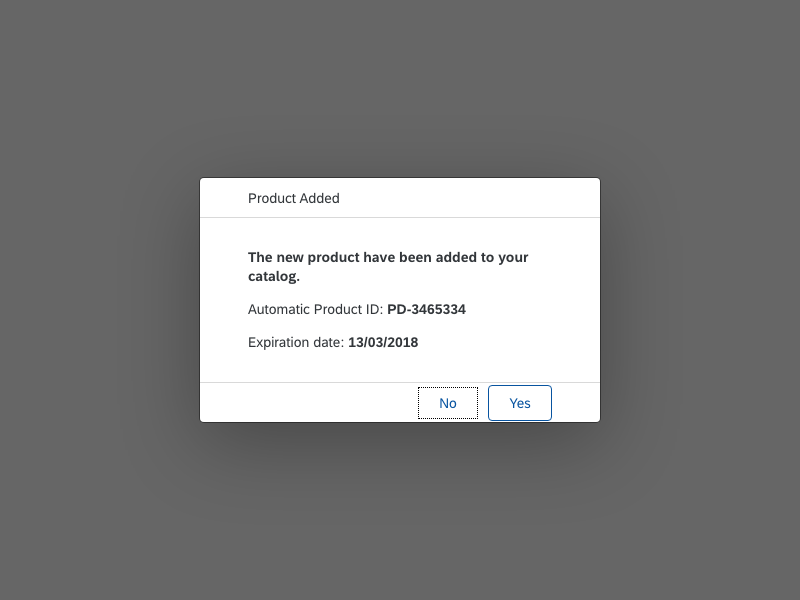 Product Added
The new product have been added to your
catalog.
Automatic Product ID: PD-3465334
Expiration date: 13/03/2018
No
Yes